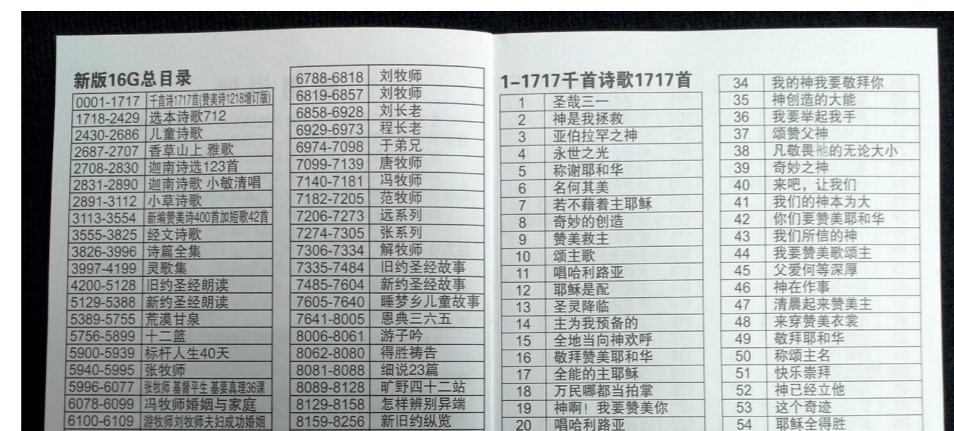 新版16G总目录
0001-1717 千首诗1717首(赞美诗1218增订版)
1718-2429 选本诗歌712
2430-2686 儿童诗歌
2687-2707 香草山上 雅歌
2708-2830 迦南诗选123首
2831-2890 迦南诗歌 小敏清唱
2891-3112 小草诗歌
3113-3554 新编赞美诗400首加短歌42首
3555-3825 经文诗歌
3826-3996 诗篇全集
3997-4199 灵歌集
4200-5128 旧约圣经朗读
5129-5388 新约圣经朗读
5389-5755 荒漠甘泉
5756-5899 十二篮
5900-5939 标杆人生40天
5940-5995 张牧师
5996-6077 张牧师 基督平生 基要真理36课
6078-6099 冯牧师婚姻与家庭
6100-6109 游牧师刘牧师夫妇成功婚姻
6788-6818 刘牧师
6819-6857 刘牧师
6858-6928 刘长老
6929-6973 程长老
6974-7098 于弟兄
7099-7139 唐牧师
7140-7181 冯牧师
7182-7205 范牧师
7206-7273 远系列
7274-7305 张系列
7306-7334 解牧师
7335-7484 旧约圣经故事
7485-7604 新约圣经故事
7605-7640 睡梦乡儿童故事
7641-8005 恩典三六五
8006-8061 游子吟
8062-8080 得胜祷告
8081-8088 细说23篇
8089-8128 旷野四十二站
8129-8158 怎样辨别异端
8159-8256 新旧约纵览
1-1717千首诗歌1717首
1 圣哉三一
2 神是我拯救
3 亚伯拉罕之神
4 永世之光
5 称谢耶和华
6 名何其美
7 若不藉着主耶稣
8 奇妙的创造
9 赞美救主
10 颂主歌
11 唱哈利路亚
12 耶稣是配
13 圣灵降临
14 主为我预备的
15 全地当向神欢呼
16 敬拜赞美耶和华
17 全能的主耶稣
18 万民哪都当拍掌
19 神啊！我要赞美你
20 唱哈利路亚
34 我的神我要敬拜你
35 神创造的大能
36 我要举起我手
37 颂赞父神
38 凡敬畏祂的无论大小
39 奇妙之神
40 来吧，让我们
41 我们的神本为大
42 你们要赞美耶和华
43 我们所信的神
44 我要赞美歌颂主
45 父爱何等深厚
46 神在作事
47 清晨起来赞美主
48 来穿赞美衣裳
49 敬拜耶和华
50 称颂主名
51 快乐崇拜
52 神已经立他
53 这个奇迹
54 耶稣全得胜